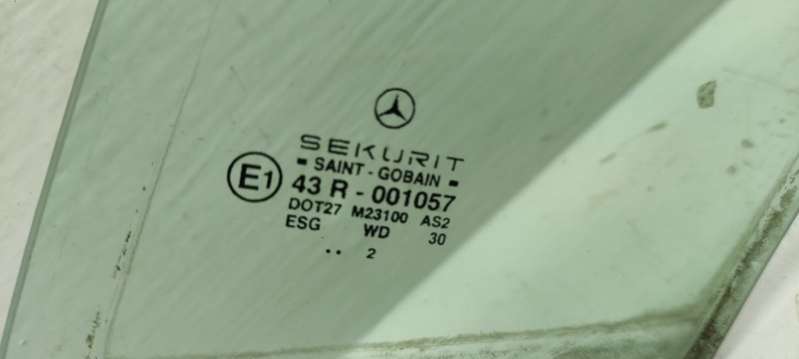 SEKURIT
SAINT - GOBAIN
E1
43 R - 001057
DOT27 M23100 AS2
ESG WD 30
.. 2